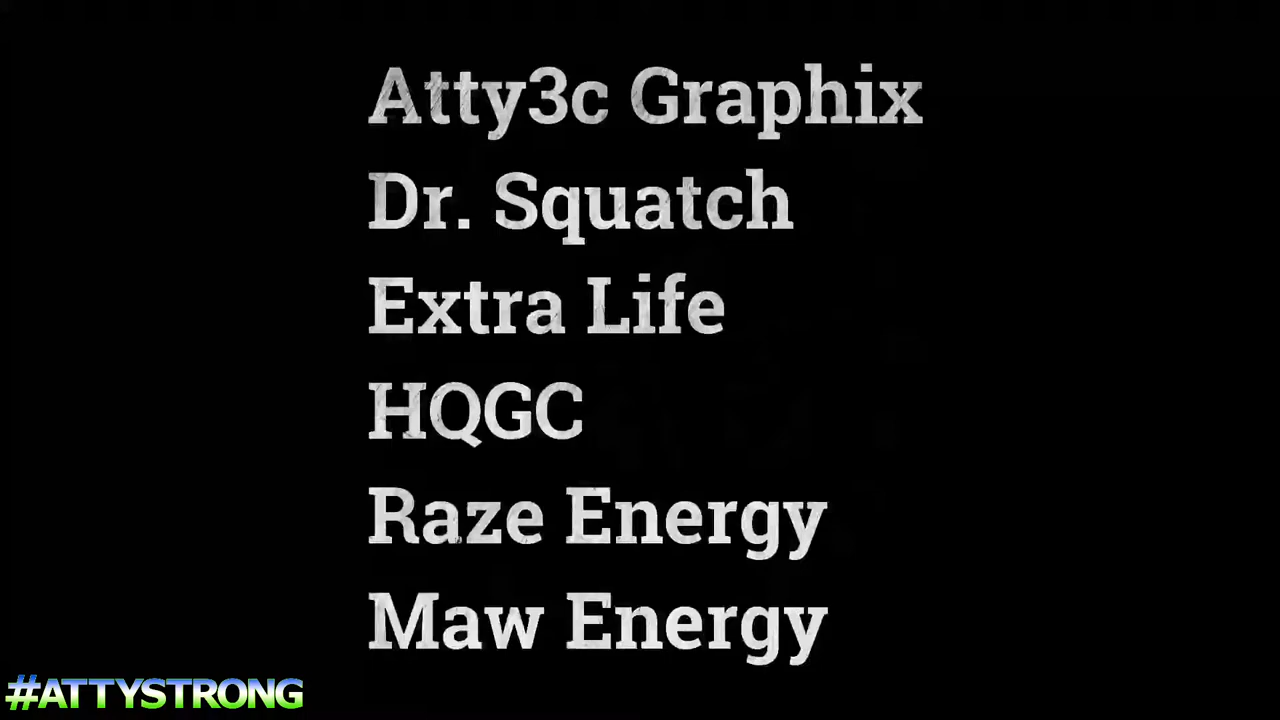 Atty3c Graphix
Dr. Squatch
Extra Life
HQGC
Raze Energy
Maw Energy
#ATTYSTRONG